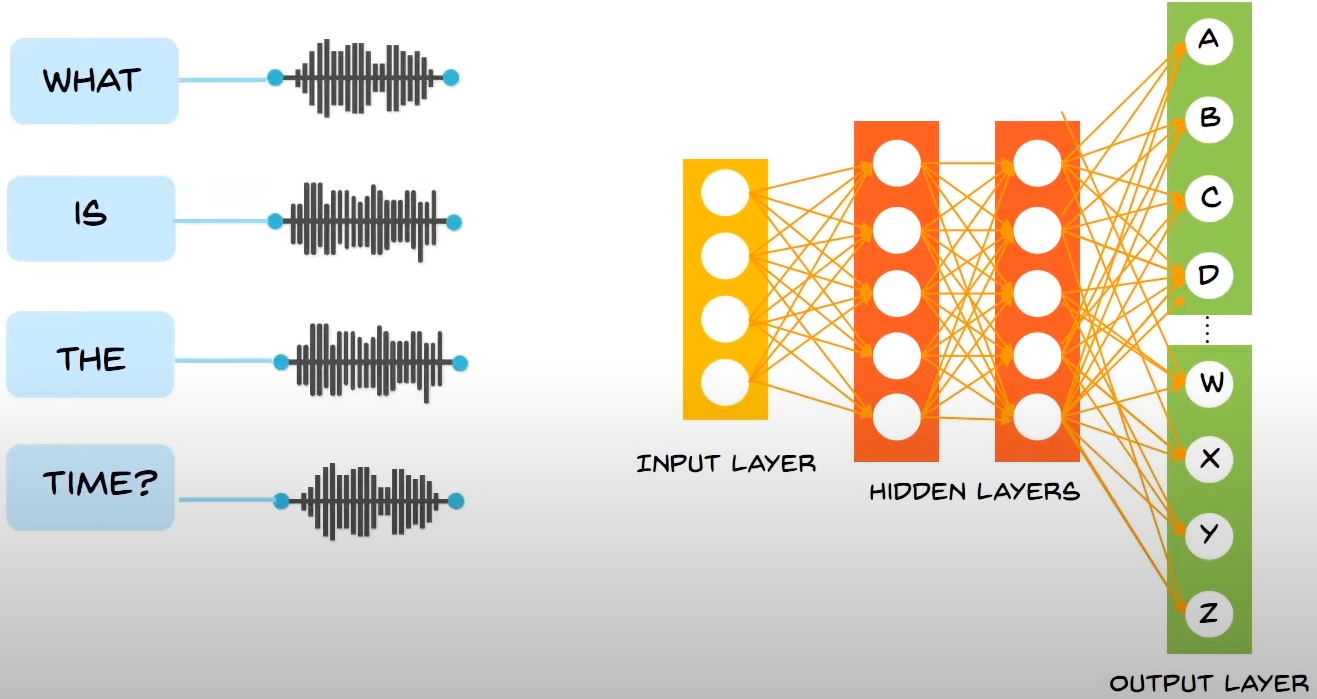 WHAT
IS
THE
TIME?
INPUT LAYER
HIDDEN LAYERS
A
B
C
D
W
X
Y
Z
OUTPUT LAYER